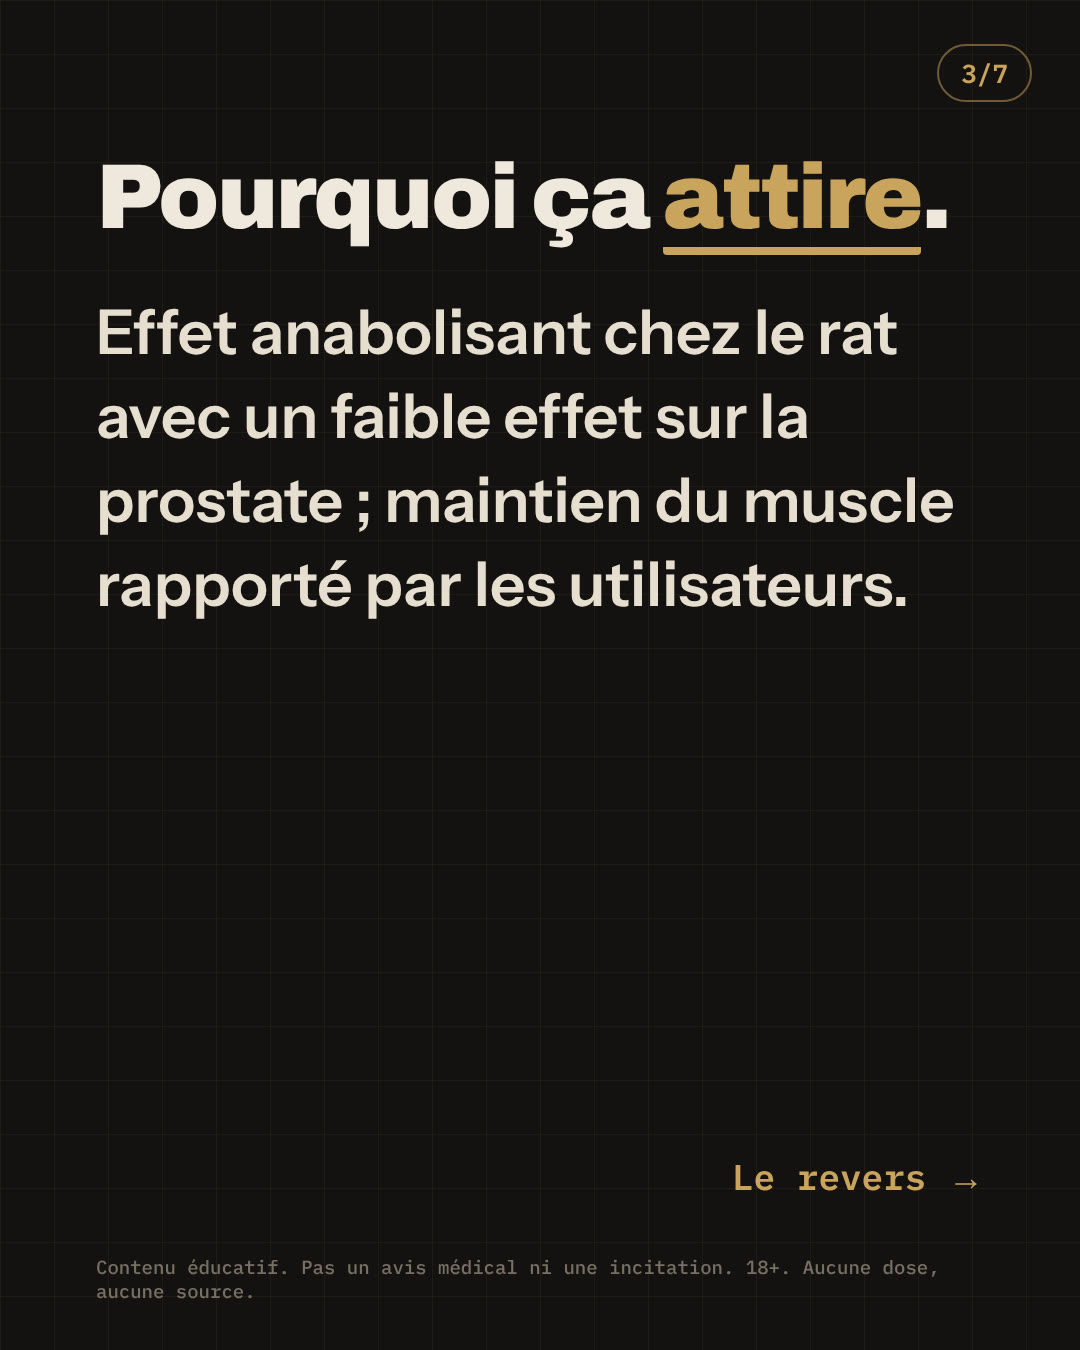 3/7
Pourquoi ça attire.
Effet anabolisant chez le rat
avec un faible effet sur la
prostate ; maintien du muscle
rapporté par les utilisateurs.
Le revers →
Contenu éducatif. Pas un avis médical ni une incitation. 18+. Aucune dose,
aucune source.